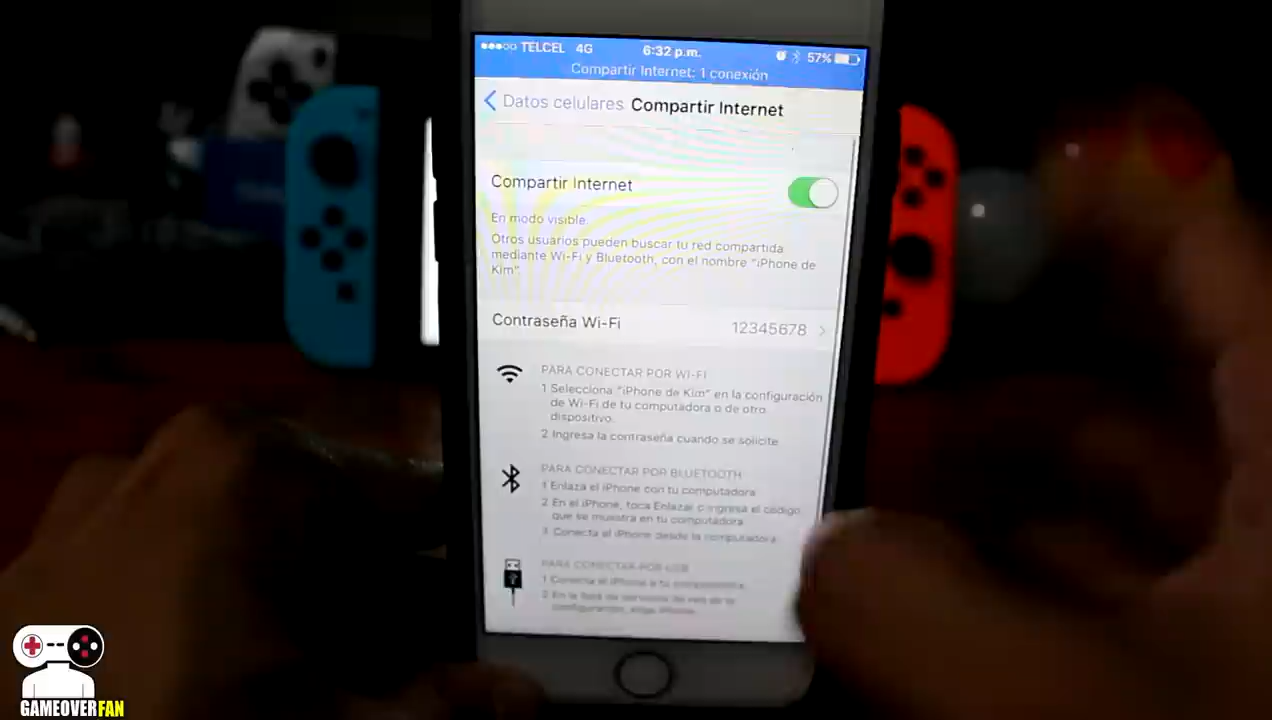 TELCEL 4G 6:32 p.m. 57%
Compartir Internet: 1 conexión
Datos celulares Compartir Internet
Compartir Internet
En modo visible.
Otros usuarios pueden buscar tu red compartida
mediante Wi-Fi y Bluetooth, con el nombre "iPhone de
Kim".
Contraseña Wi-Fi 12345678
PARA CONECTAR POR WI-FI
1 Selecciona "iPhone de Kim" en la configuración
de Wi-Fi de tu computadora o de otro
dispositivo.
2 Ingresa la contraseña cuando se solicite
PARA CONECTAR POR BLUETOOTH
1 Enlaza el iPhone con tu computadora
2 En el iPhone, toca Enlazar o ingresa el código
que se muestra en tu computadora
3 Conecta al iPhone desde la computadora
PARA CONECTAR POR USB
1 Conecta el iPhone a tu computadora
2 En la lista de servicios de red de la
configuración, elige iPhone.
GAMEOVERFAN